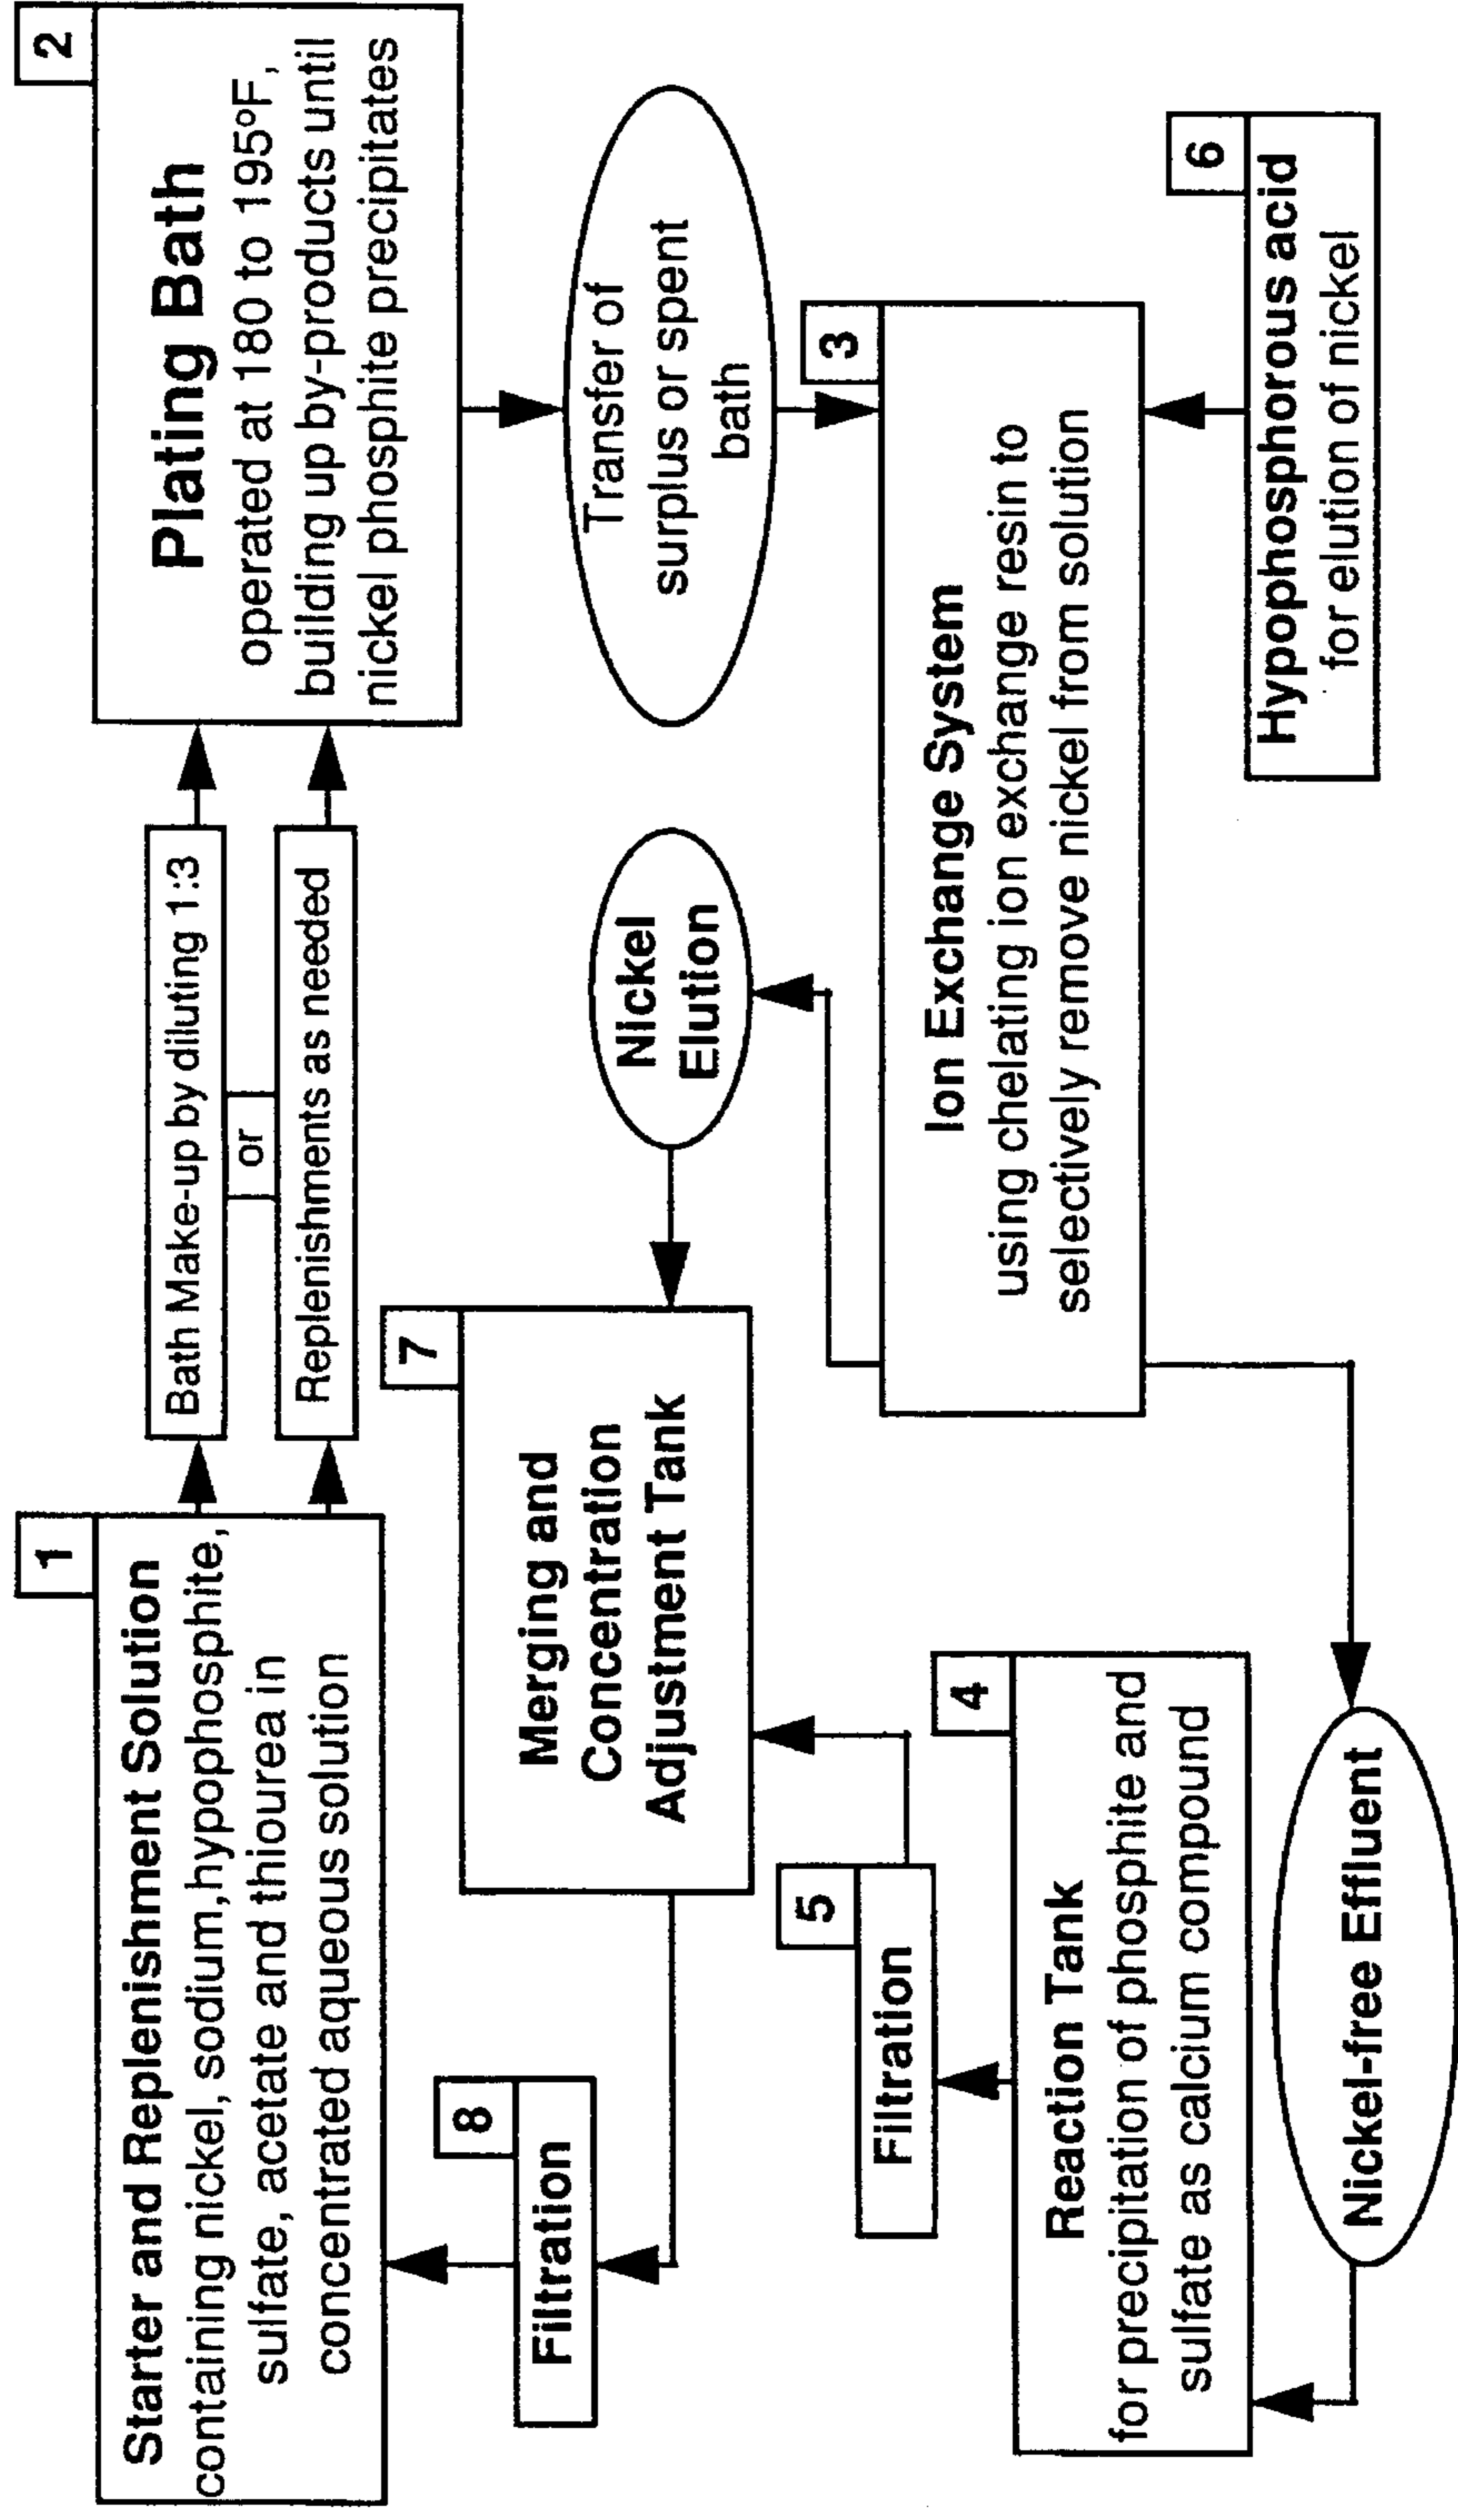 1
Starter and Replenishment Solution
containing nickel, sodium,hypophosphite,
sulfate, acetate and thiourea in
concentrated aqueous solution
Bath Make-up by diluting 1:3
or
Replenishments as needed
2
Plating Bath
operated at 180 to 195ºF,
building up by-products until
nickel phosphite precipitates
Transfer of
surplus or spent
bath
3
Ion Exchange System
using chelating ion exchange resin to
selectively remove nickel from solution
6
Hypophosphorous acid
for elution of nickel
Nickel
Elution
7
Merging and
Concentration
Adjustment Tank
8
Filtration
5
Filtration
4
Reaction Tank
for precipitation of phosphite and
sulfate as calcium compound
Nickel-free Effluent